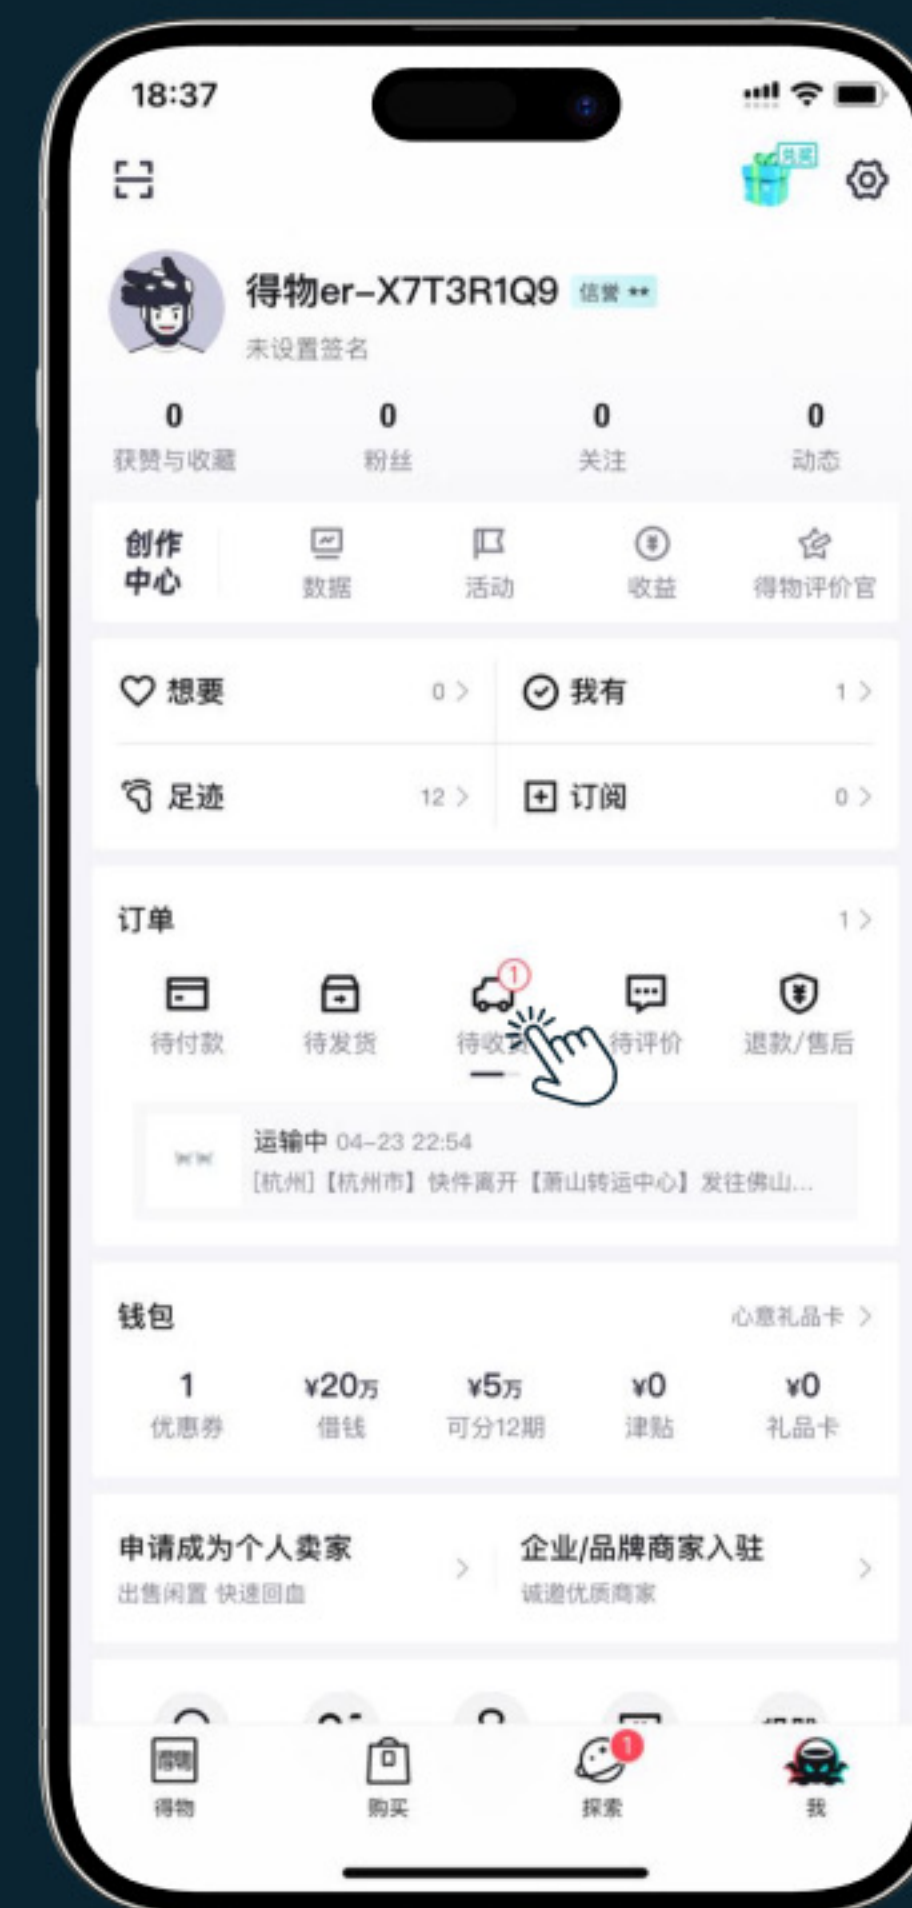 18:37
兑奖
得物er-X7T3R1Q9 信誉 **
未设置签名
0 0 0 0
获赞与收藏 粉丝 关注 动态
创作
中心
数据 活动 收益 得物评价官
想要 0 > 我有 1 >
足迹 12 > 订阅 0 >
订单 1 >
1
待付款 待发货 待收 待评价 退款/售后
运输中 04-23 22:54
[杭州]【杭州市】快件离开【萧山转运中心】发往佛山...
钱包 心意礼品卡 >
1 ¥20万 ¥5万 ¥0 ¥0
优惠券 借钱 可分12期 津贴 礼品卡
申请成为个人卖家 > 企业/品牌商家入驻 >
出售闲置 快速回血 诚邀优质商家
1
得物 购买 探索 我